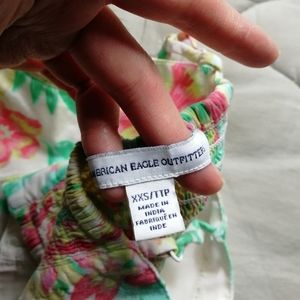 AMERICAN EAGLE OUTFITTERS
XXS/TTP
MADE IN
INDIA
FABRIQUÉ EN
INDE